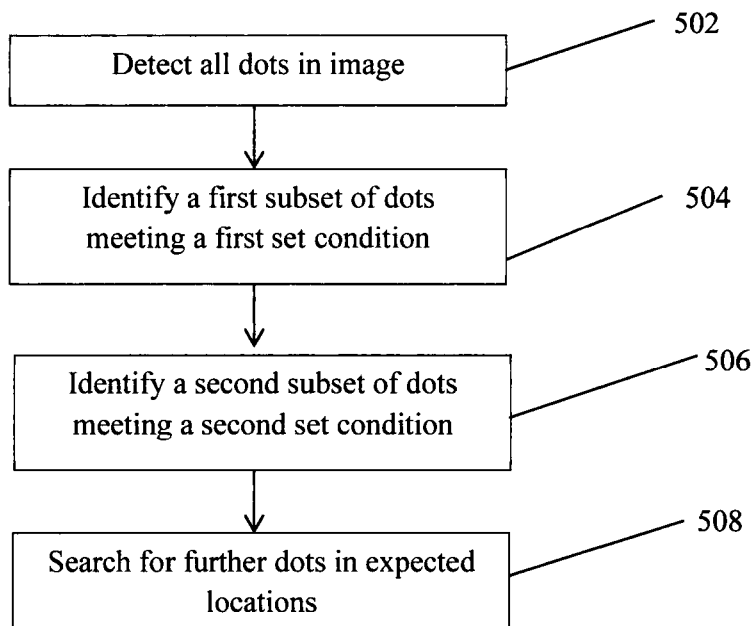 502
Detect all dots in image
504
Identify a first subset of dots
meeting a first set condition
506
Identify a second subset of dots
meeting a second set condition
508
Search for further dots in expected
locations